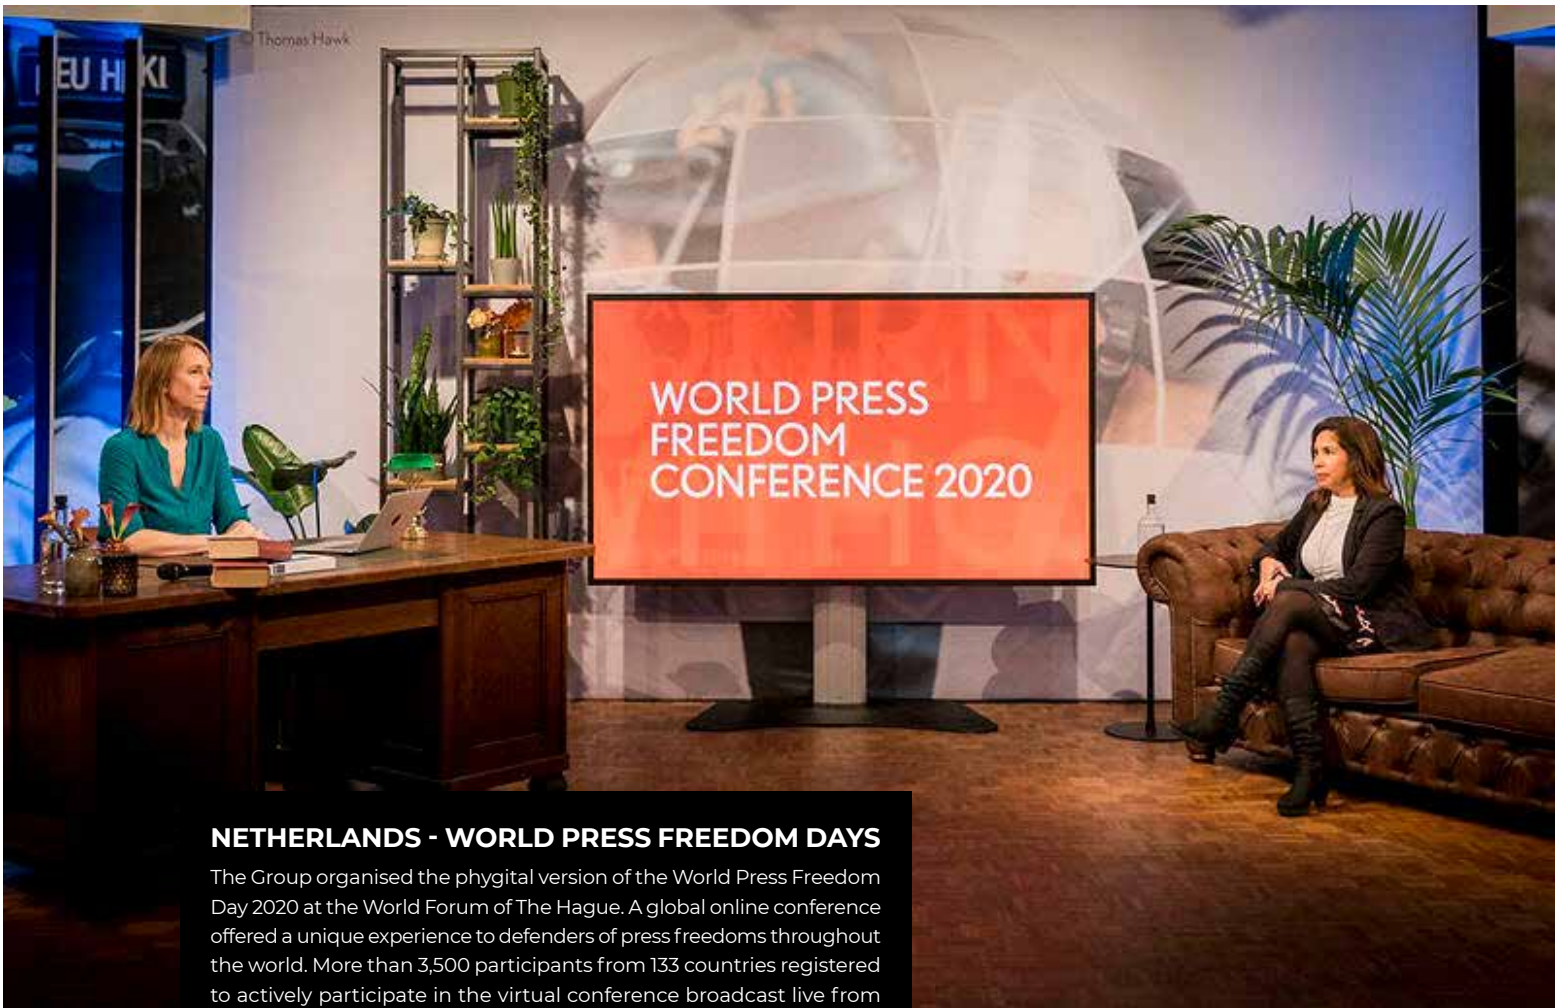 © Thomas Hawk
WORLD PRESS
FREEDOM
CONFERENCE 2020
NETHERLANDS - WORLD PRESS FREEDOM DAYS
The Group organised the phygital version of the World Press Freedom
Day 2020 at the World Forum of The Hague. A global online conference
offered a unique experience to defenders of press freedoms throughout
the world. More than 3,500 participants from 133 countries registered
to actively participate in the virtual conference broadcast live from